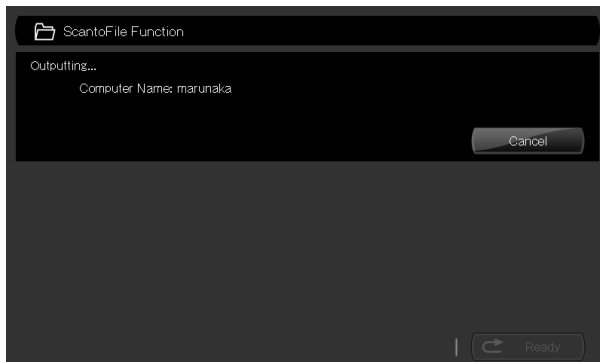 ScantoFile Function
Outputting...
Computer Name: marunaka
Cancel
Ready